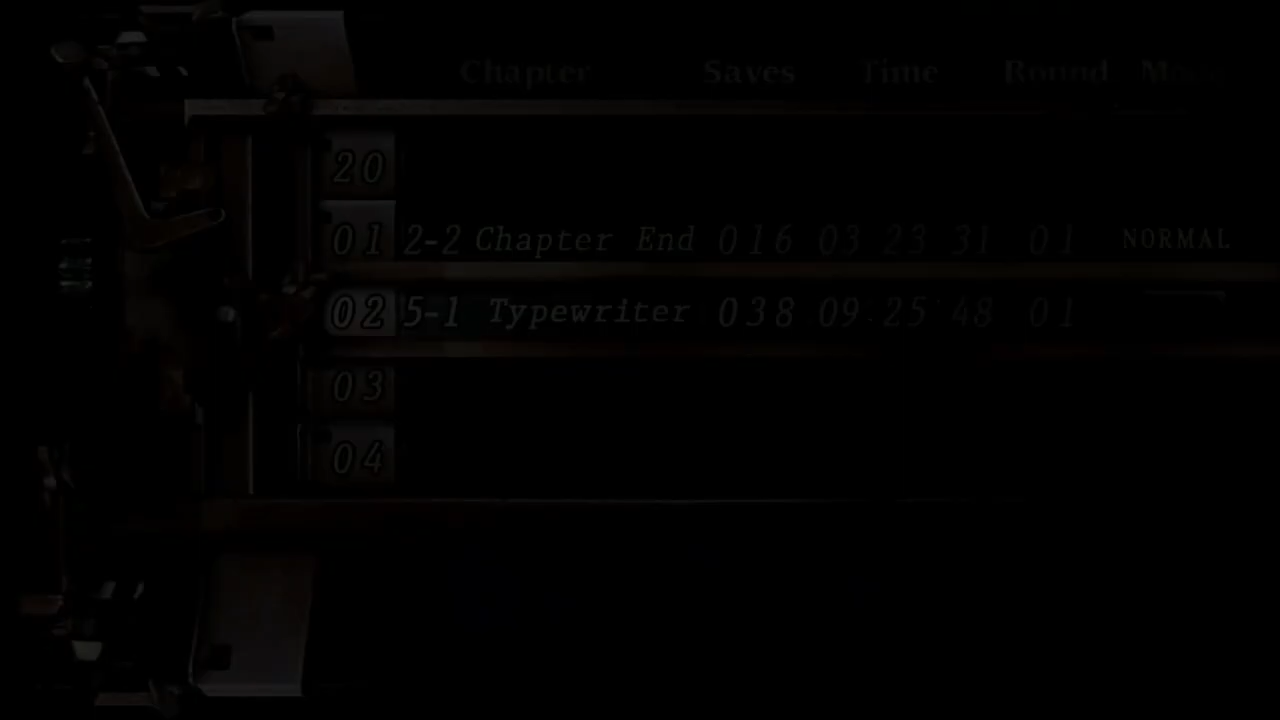 Chapter Saves Time Round Mode
20
01 2-2 Chapter End 016 03 23 31 01 NORMAL
02 5-1 Typewriter 038 09:25:48 01
03
04